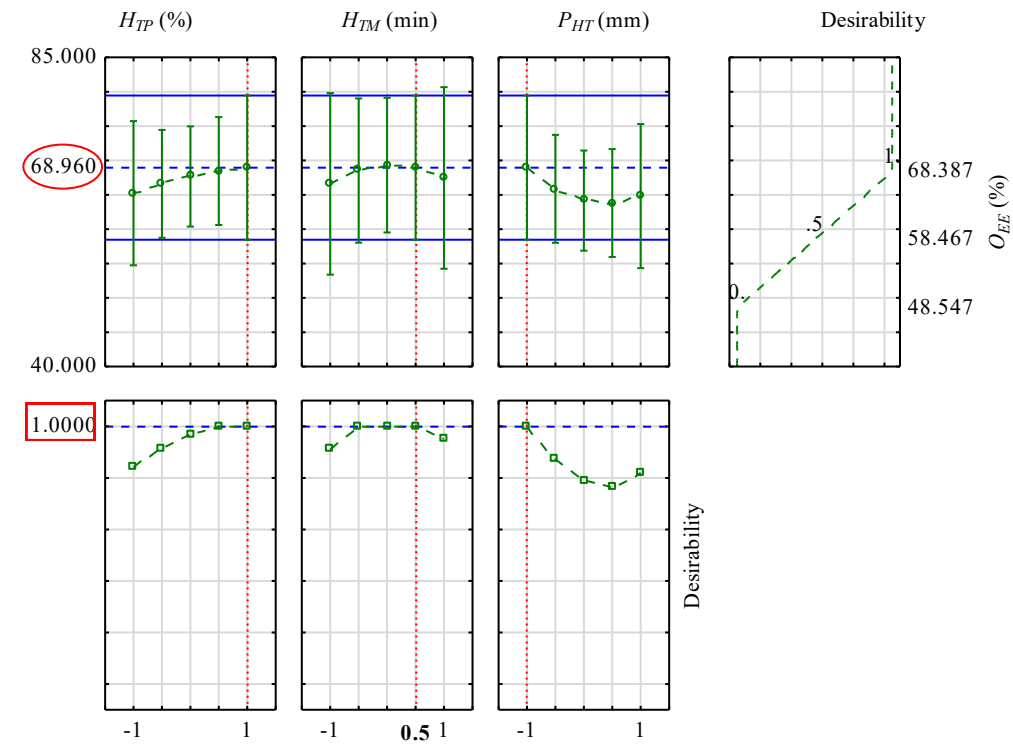 H_TP (%) H_TM (min) P_HT (mm) Desirability
85.000
68.960
40.000
1.
.5
0.
68.387
58.467
48.547
O_EE (%)
1.0000
Desirability
-1 1 -1 0.5 1 -1 1